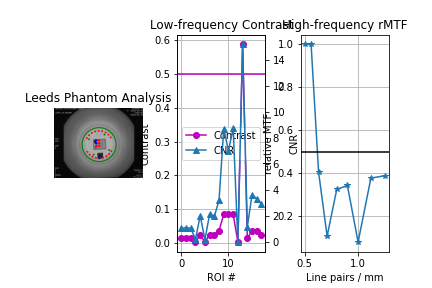 Leeds Phantom Analysis
Low-frequency Contrast
High-frequency rMTF
0.6
0.5
0.4
0.3
0.2
0.1
0.0
Contrast
Contrast
CNR
0
10
ROI #
14
12
10
8
6
4
2
0
CNR
relative MTF
1.0
0.8
0.6
0.4
0.2
0.5
1.0
Line pairs / mm